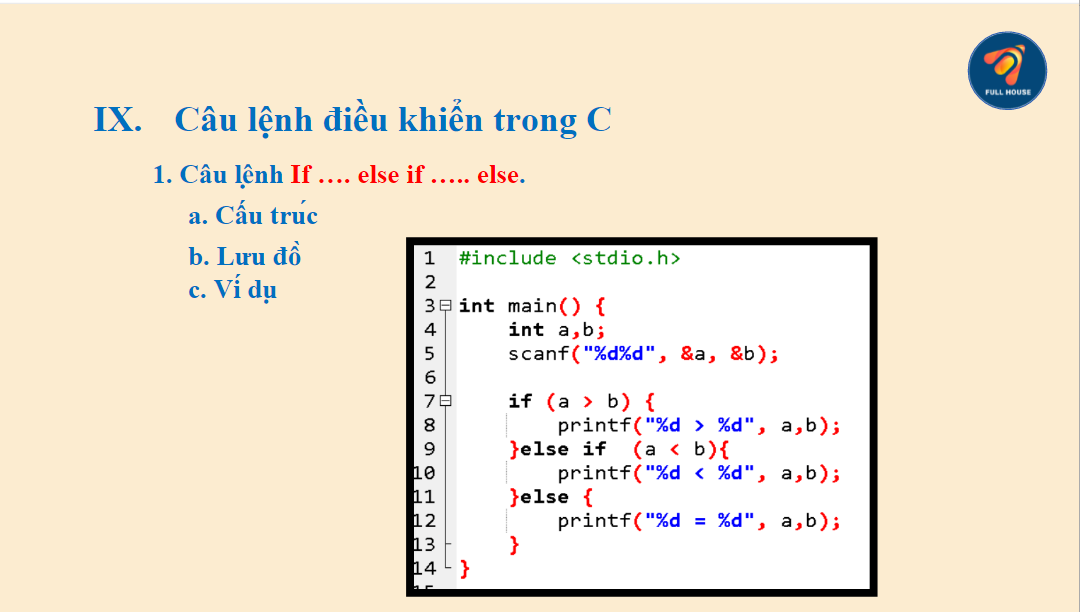 FULL HOUSE
IX. Câu lệnh điều khiển trong C
1. Câu lệnh If …. else if ….. else.
a. Cấu trúc
b. Lưu đồ
c. Ví dụ
1 #include <stdio.h>
2
3 int main() {
4 int a,b;
5 scanf("%d%d", &a, &b);
6
7 if (a > b) {
8 printf("%d > %d", a,b);
9 }else if (a < b){
10 printf("%d < %d", a,b);
11 }else {
12 printf("%d = %d", a,b);
13 }
14 }